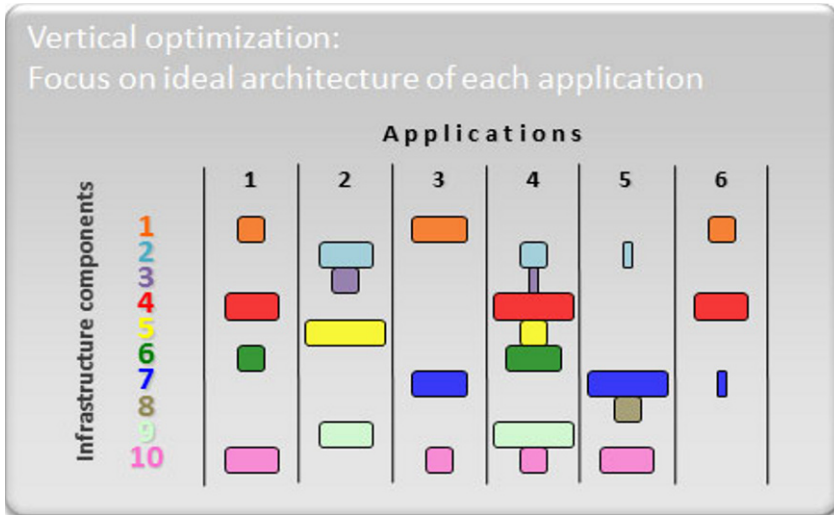 Vertical optimization:
Focus on ideal architecture of each application
Applications
Infrastructure components
1 2 3 4 5 6
1
2
3
4
5
6
7
8
9
10